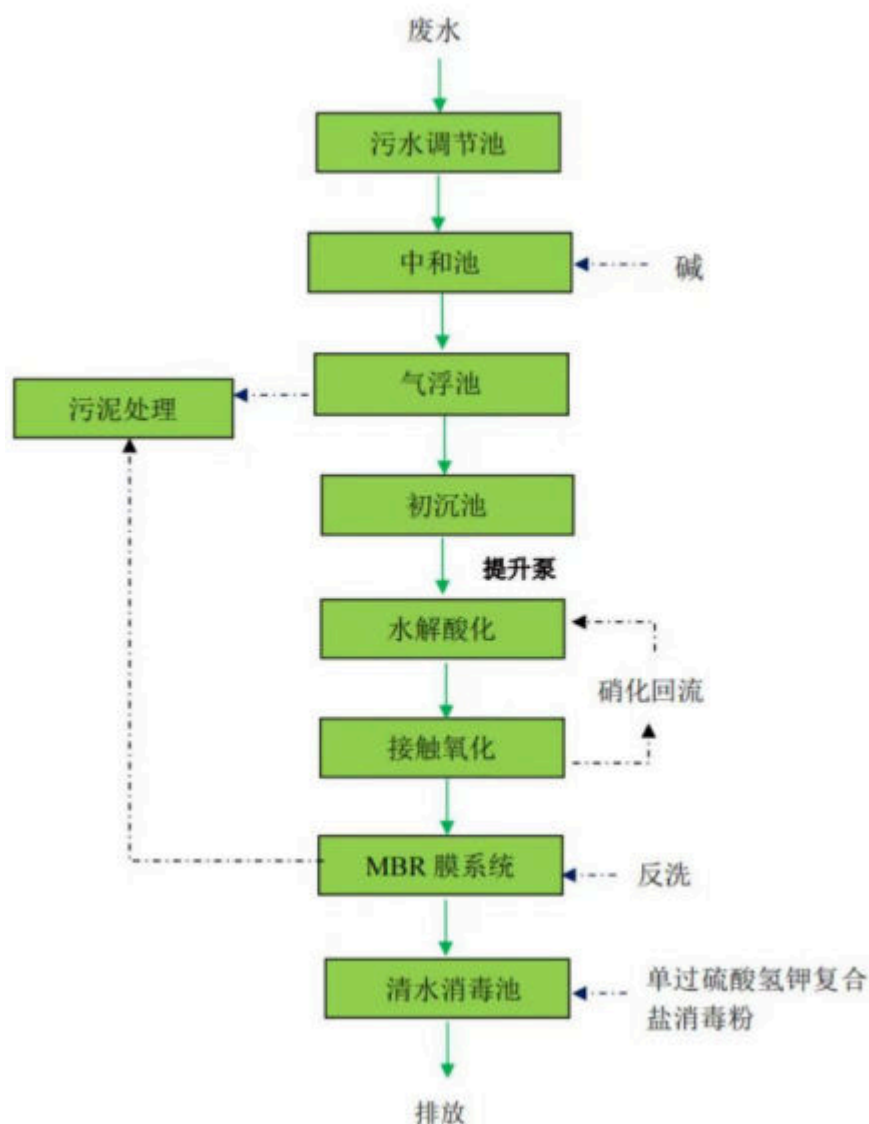 废水
污水调节池
中和池
碱
气浮池
污泥处理
初沉池
提升泵
水解酸化
硝化回流
接触氧化
MBR 膜系统
反洗
清水消毒池
单过硫酸氢钾复合
盐消毒粉
排放